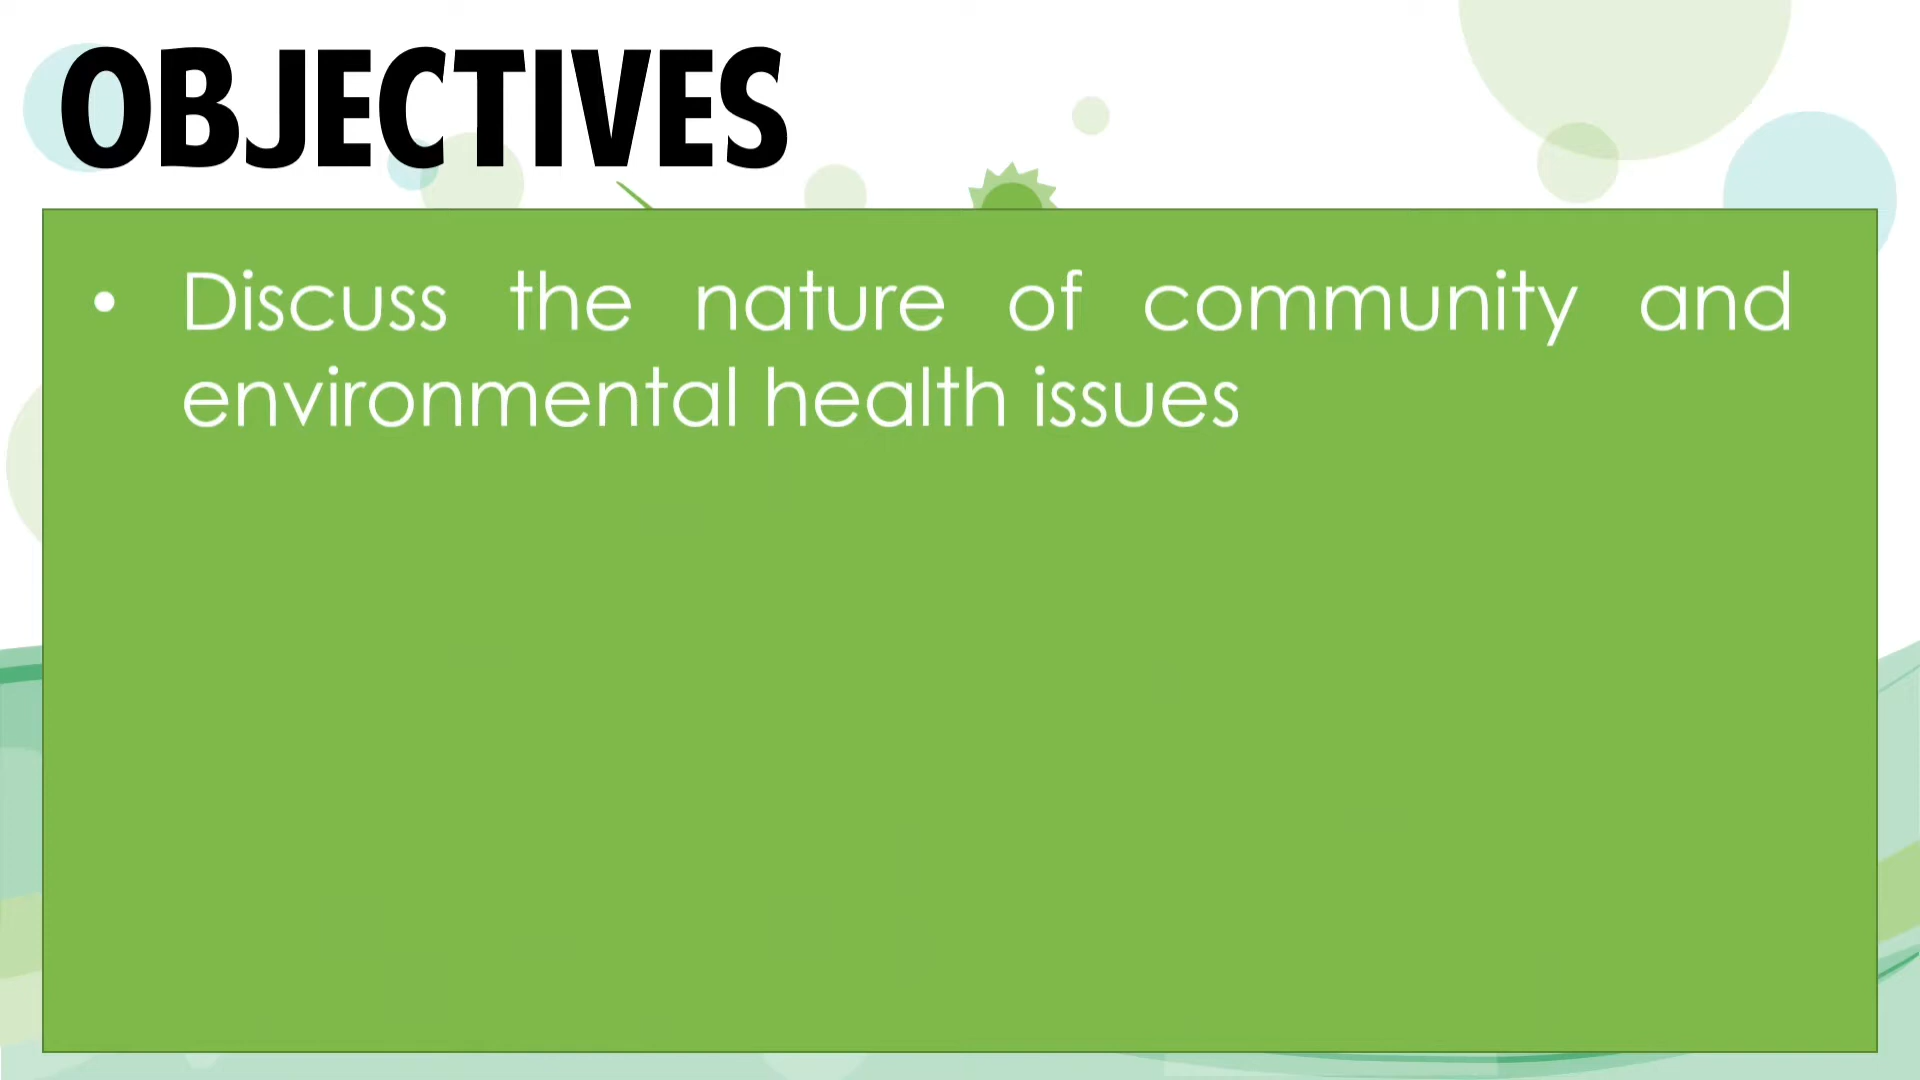 OBJECTIVES
• Discuss the nature of community and
environmental health issues